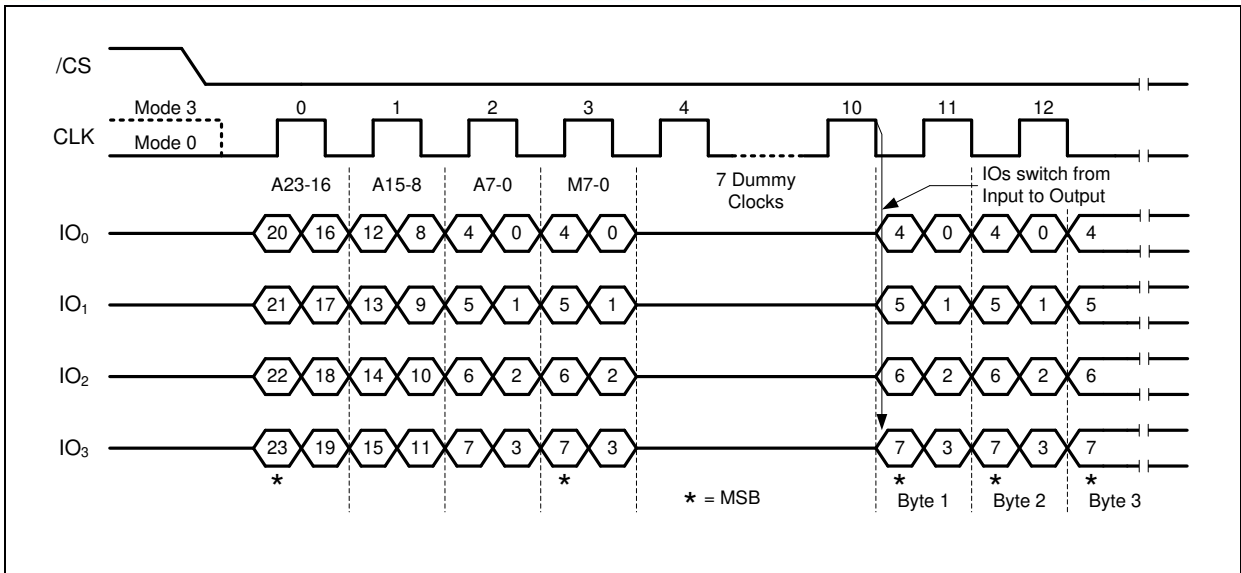 /CS
Mode 3 0 1 2 3 4 10 11 12
CLK Mode 0
A23-16 A15-8 A7-0 M7-0 7 Dummy
Clocks
IOs switch from
Input to Output
IO₀ 20 16 12 8 4 0 4 0 4 0 4 0 4
IO₁ 21 17 13 9 5 1 5 1 5 1 5 1 5
IO₂ 22 18 14 10 6 2 6 2 6 2 6 2 6
IO₃ 23 19 15 11 7 3 7 3 7 3 7 3 7
* * * * *
* = MSB
Byte 1 Byte 2 Byte 3